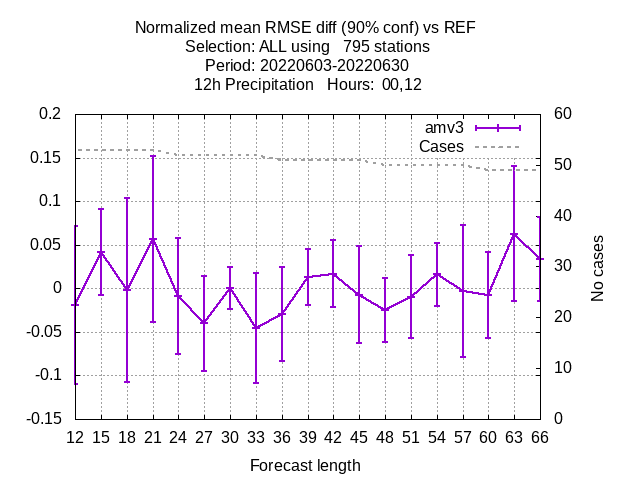 Normalized mean RMSE diff (90% conf) vs REF
Selection: ALL using   795 stations
Period: 20220603-20220630
12h Precipitation   Hours:  00,12
amv3
Cases
0.2
0.15
0.1
0.05
0
-0.05
-0.1
-0.15
60
50
40
30
20
10
0
No cases
12 15 18 21 24 27 30 33 36 39 42 45 48 51 54 57 60 63 66
Forecast length